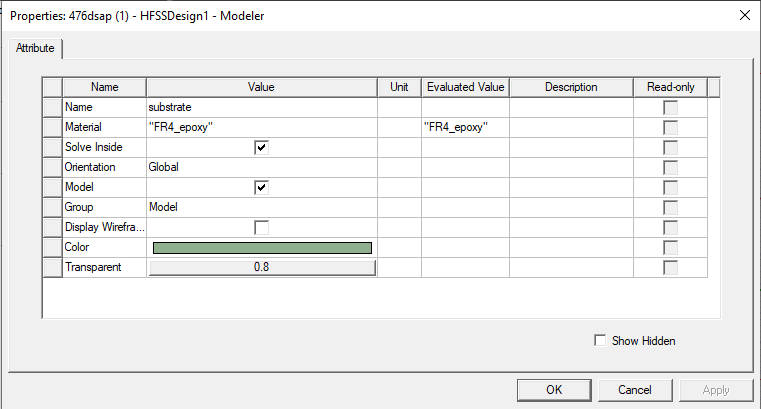 Properties: 476dsap (1) - HFSSDesign1 - Modeler
Attribute
Name Value Unit Evaluated Value Description Read-only
Name substrate
Material "FR4_epoxy" "FR4_epoxy"
Solve Inside
Orientation Global
Model
Group Model
Display Wirefra...
Color
Transparent 0.8
Show Hidden
OK Cancel Apply